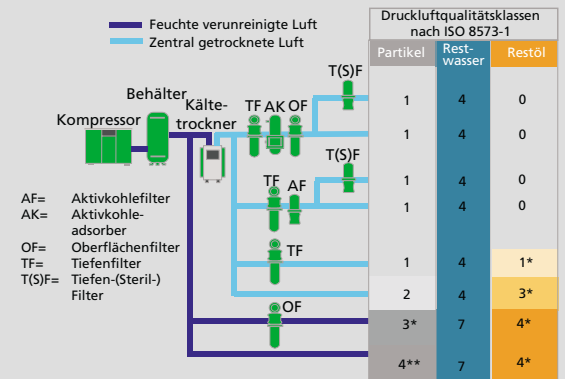 Feuchte verunreinigte Luft
Zentral getrocknete Luft
Druckluftqualitätsklassen
nach ISO 8573-1
Partikel
Rest-
wasser
Restöl
Kompressor
Behälter
Kälte-
trockner
TF AK OF
T(S)F
1 4 0
1 4 0
T(S)F
TF
AF
1 4 0
1 4 0
TF
1 4 1*
2 4 3*
OF
3* 7 4*
4** 7 4*
AF= Aktivkohlefilter
AK= Aktivkohle-
adsorber
OF= Oberflächenfilter
TF= Tiefenfilter
T(S)F= Tiefen-(Steril-)
Filter